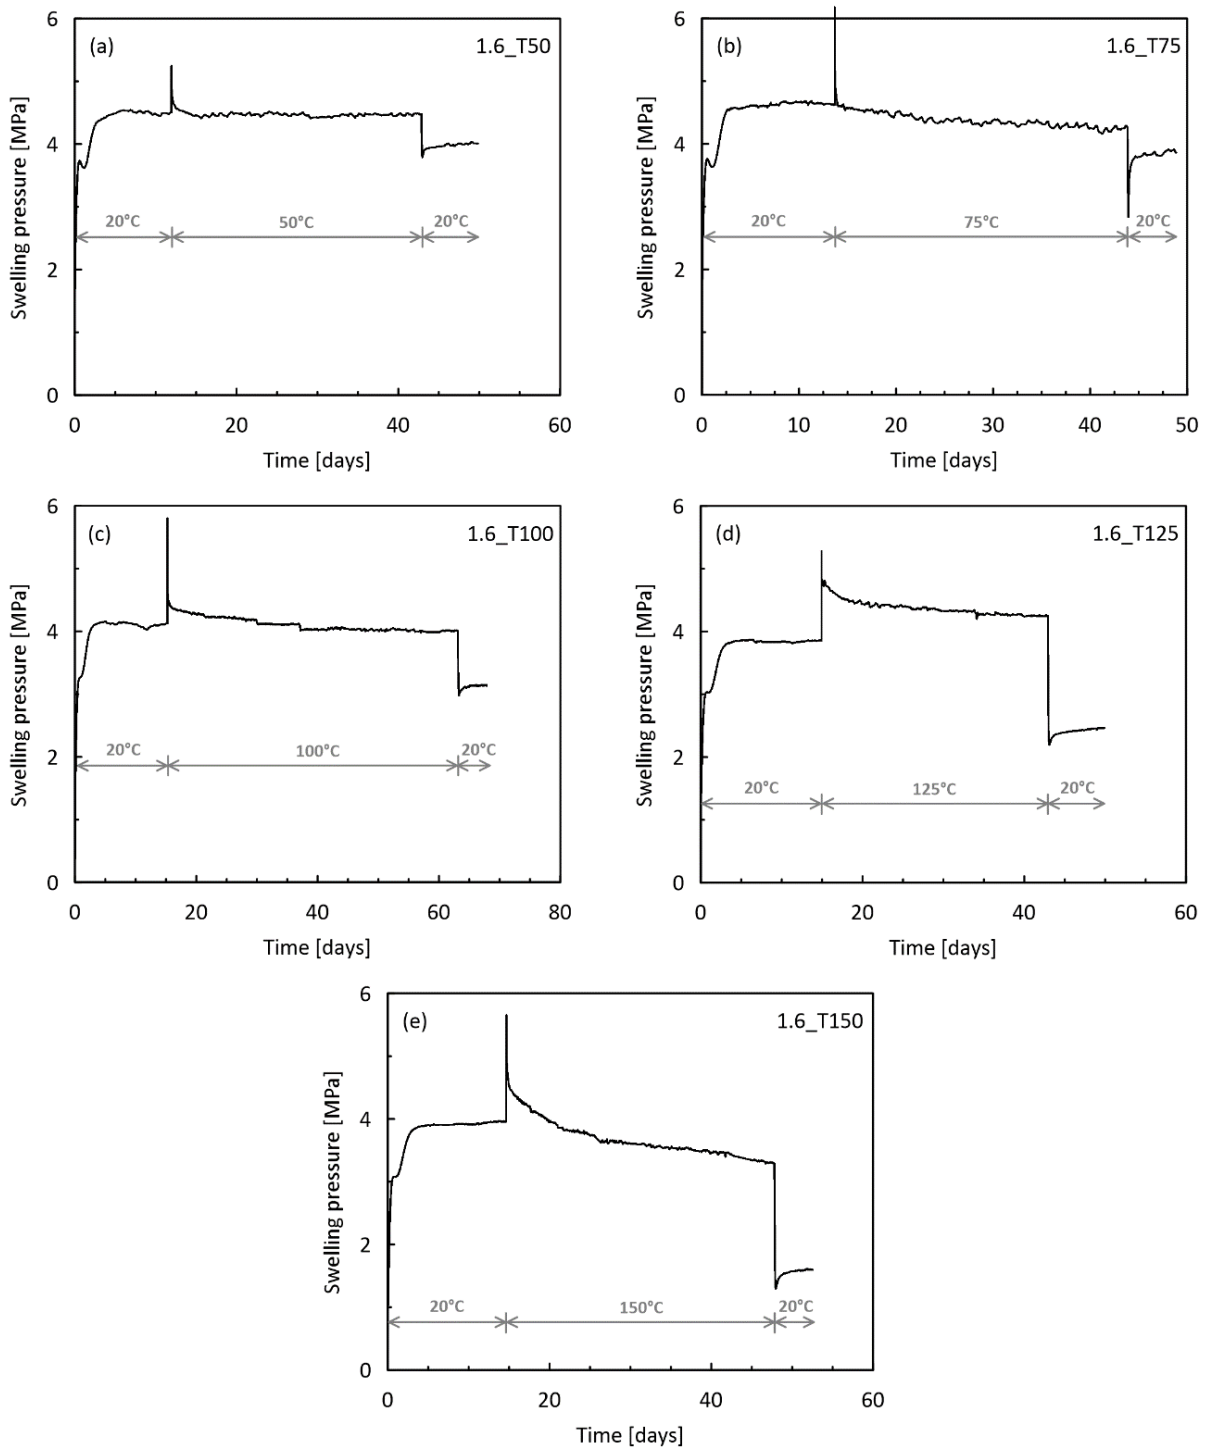 (a)
1.6_T50
Swelling pressure [MPa]
6
4
2
0
20°C
50°C
20°C
0
20
40
60
Time [days]
(b)
1.6_T75
Swelling pressure [MPa]
6
4
2
0
20°C
75°C
20°C
0
10
20
30
40
50
Time [days]
(c)
1.6_T100
Swelling pressure [MPa]
6
4
2
0
20°C
100°C
20°C
0
20
40
60
80
Time [days]
(d)
1.6_T125
Swelling pressure [MPa]
6
4
2
0
20°C
125°C
20°C
0
20
40
60
Time [days]
(e)
1.6_T150
Swelling pressure [MPa]
6
4
2
0
20°C
150°C
20°C
0
20
40
60
Time [days]